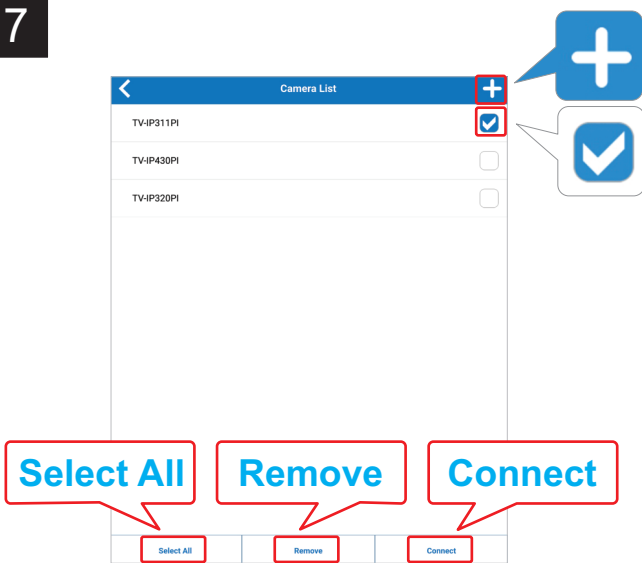 7
Camera List
TV-IP311PI
TV-IP430PI
TV-IP320PI
Select All Remove Connect
Select All Remove Connect